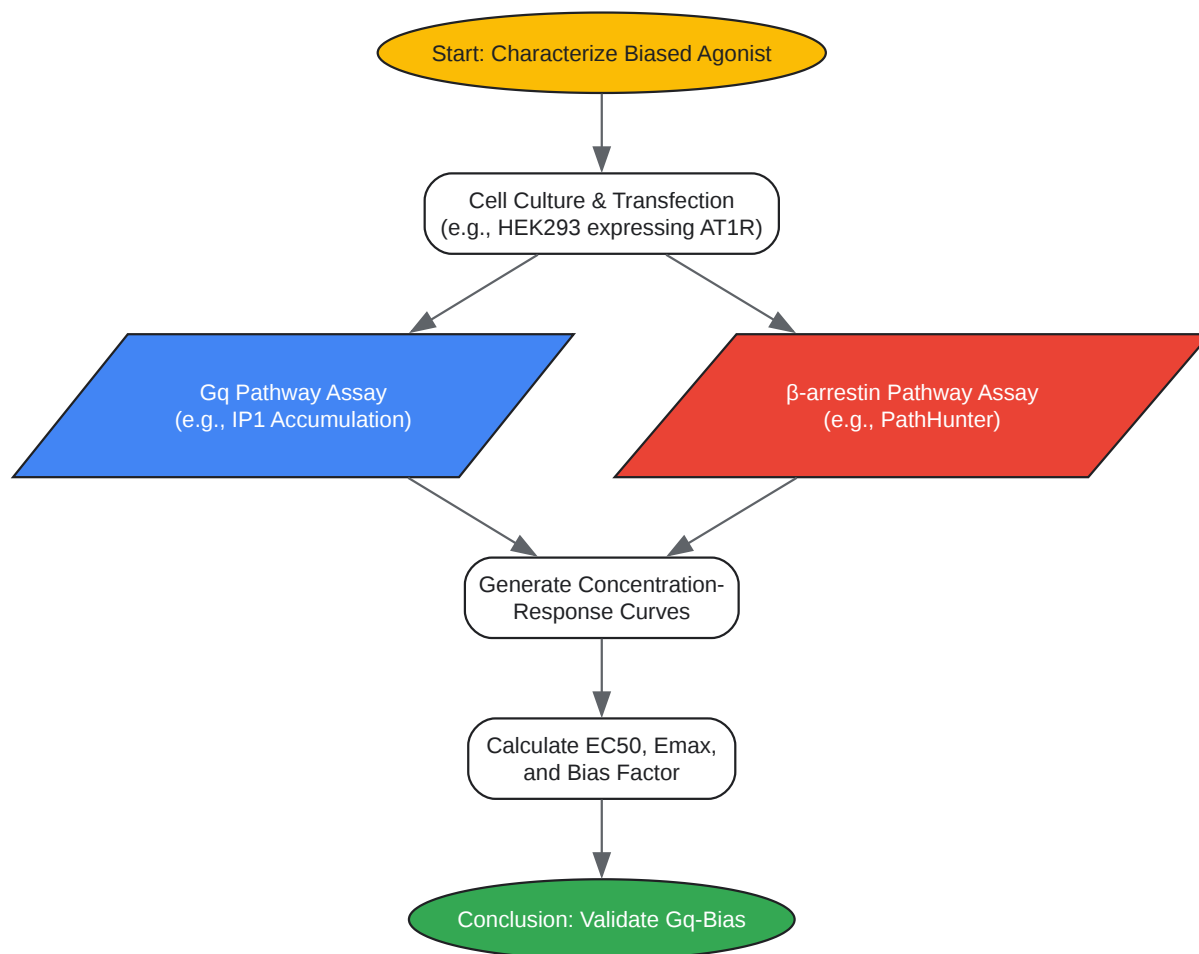 Start: Characterize Biased Agonist
Cell Culture & Transfection
(e.g., HEK293 expressing AT1R)
Gq Pathway Assay
(e.g., IP1 Accumulation)
β-arrestin Pathway Assay
(e.g., PathHunter)
Generate Concentration-
Response Curves
Calculate EC50, Emax,
and Bias Factor
Conclusion: Validate Gq-Bias